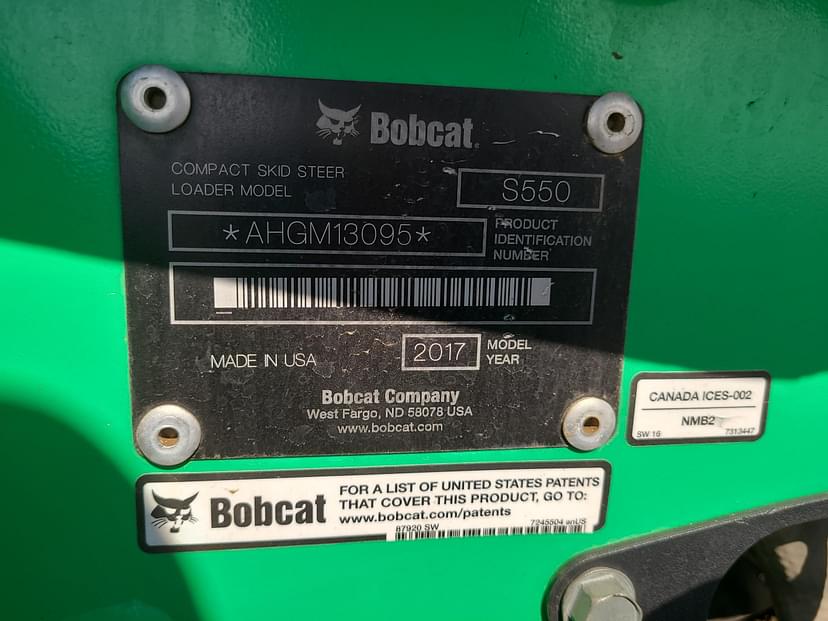 Bobcat
COMPACT SKID STEER
LOADER MODEL
S550
*AHGM13095*
PRODUCT
IDENTIFICATION
NUMBER
MADE IN USA
2017
MODEL
YEAR
Bobcat Company
West Fargo, ND 58078 USA
www.bobcat.com
CANADA ICES-002
NMB2
SW 16 7313447
Bobcat
FOR A LIST OF UNITED STATES PATENTS
THAT COVER THIS PRODUCT, GO TO:
www.bobcat.com/patents
87920 SW 7245504 enUS